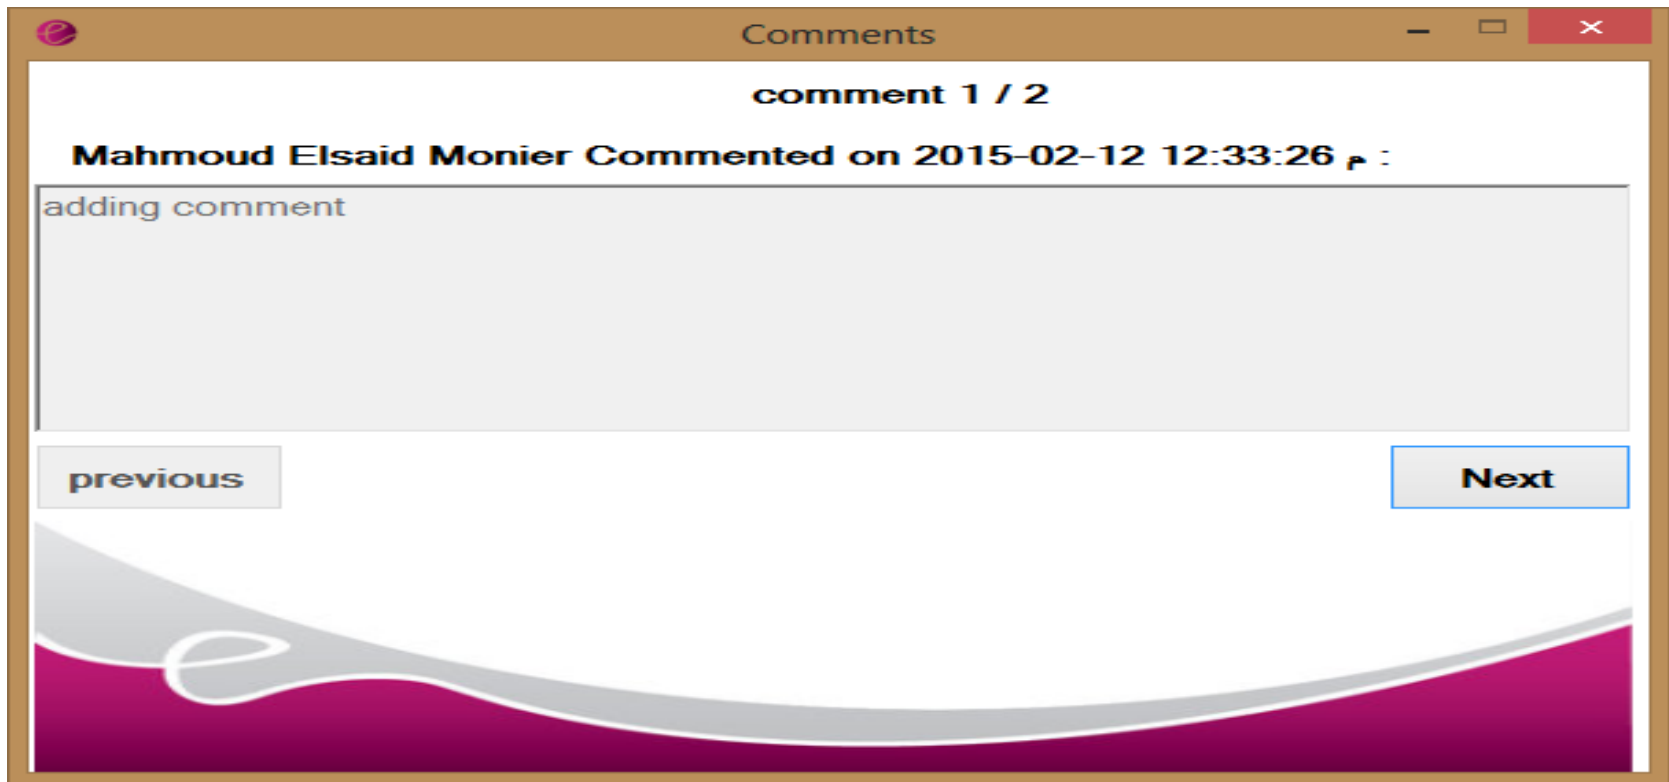 Comments
comment 1 / 2
Mahmoud Elsaid Monier Commented on 2015-02-12 12:33:26 م :
adding comment
previous
Next